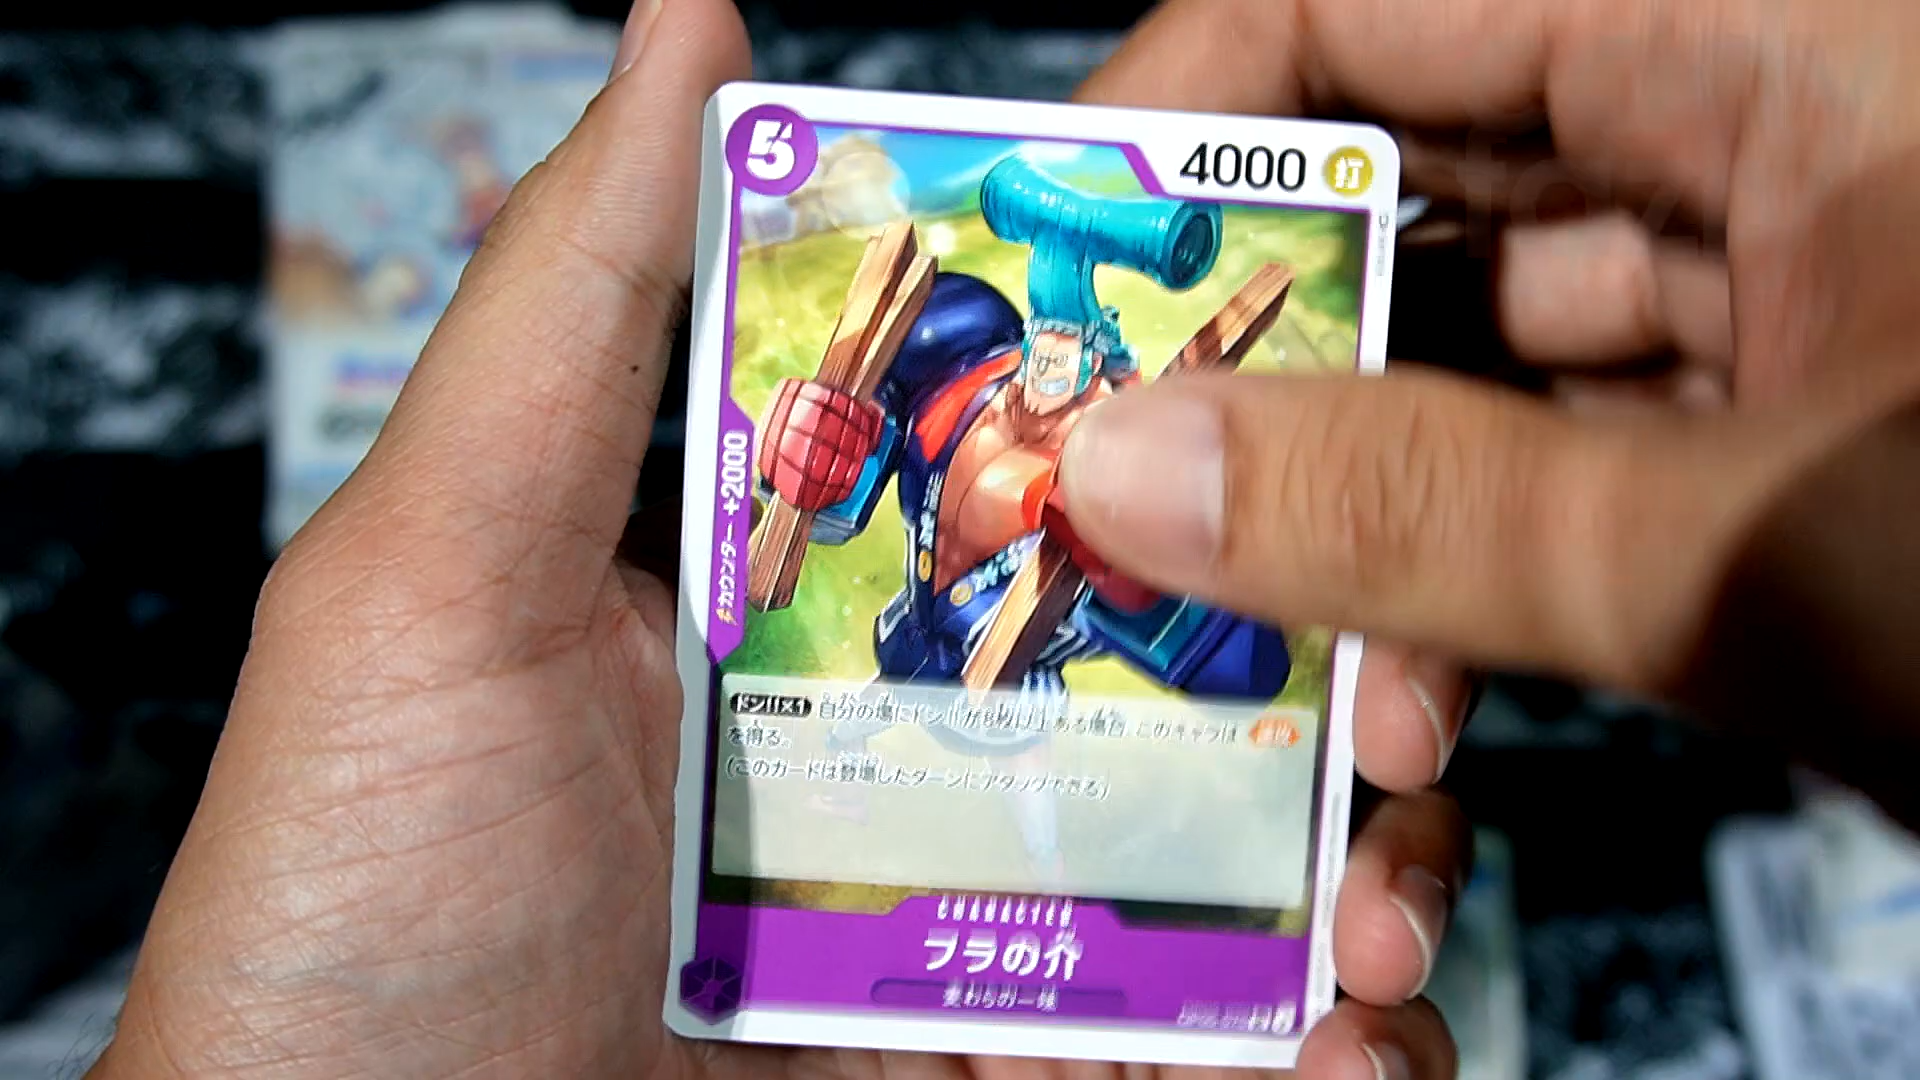 5
4000 打
カウンター +2000
ドン!!×1 自分の場にドン!!が8枚以上ある場合、このキャラは
を得る。
(このカードは登場したターンにアタックできる)
CHARACTER
フラの介
麦わらの一味